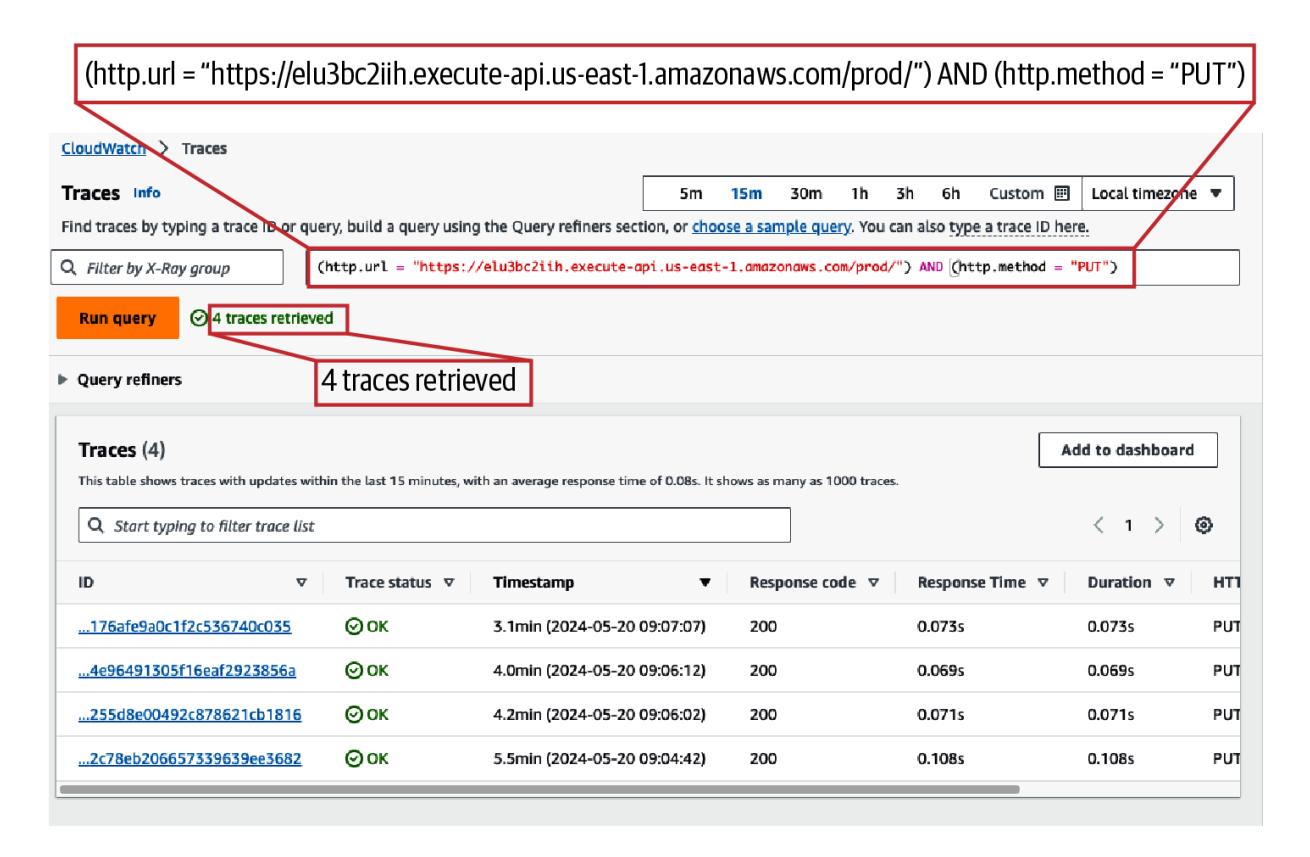 (http.url = “https://elu3bc2iih.execute-api.us-east-1.amazonaws.com/prod/”) AND (http.method = “PUT”)
CloudWatch > Traces
Traces Info
5m 15m 30m 1h 3h 6h Custom Local timezone
Find traces by typing a trace ID or query, build a query using the Query refiners section, or choose a sample query. You can also type a trace ID here.
Filter by X-Ray group
(http.url = "https://elu3bc2iih.execute-api.us-east-1.amazonaws.com/prod/") AND (http.method = "PUT")
Run query 4 traces retrieved
4 traces retrieved
Query refiners
Traces (4)
Add to dashboard
This table shows traces with updates within the last 15 minutes, with an average response time of 0.08s. It shows as many as 1000 traces.
Start typing to filter trace list
< 1 >
ID Trace status Timestamp Response code Response Time Duration HTT
...176afe9a0c1f2c536740c035 OK 3.1min (2024-05-20 09:07:07) 200 0.073s 0.073s PUT
...4e96491305f16eaf2923856a OK 4.0min (2024-05-20 09:06:12) 200 0.069s 0.069s PUT
...255d8e00492c878621cb1816 OK 4.2min (2024-05-20 09:06:02) 200 0.071s 0.071s PUT
...2c78eb206657339639ee3682 OK 5.5min (2024-05-20 09:04:42) 200 0.108s 0.108s PUT